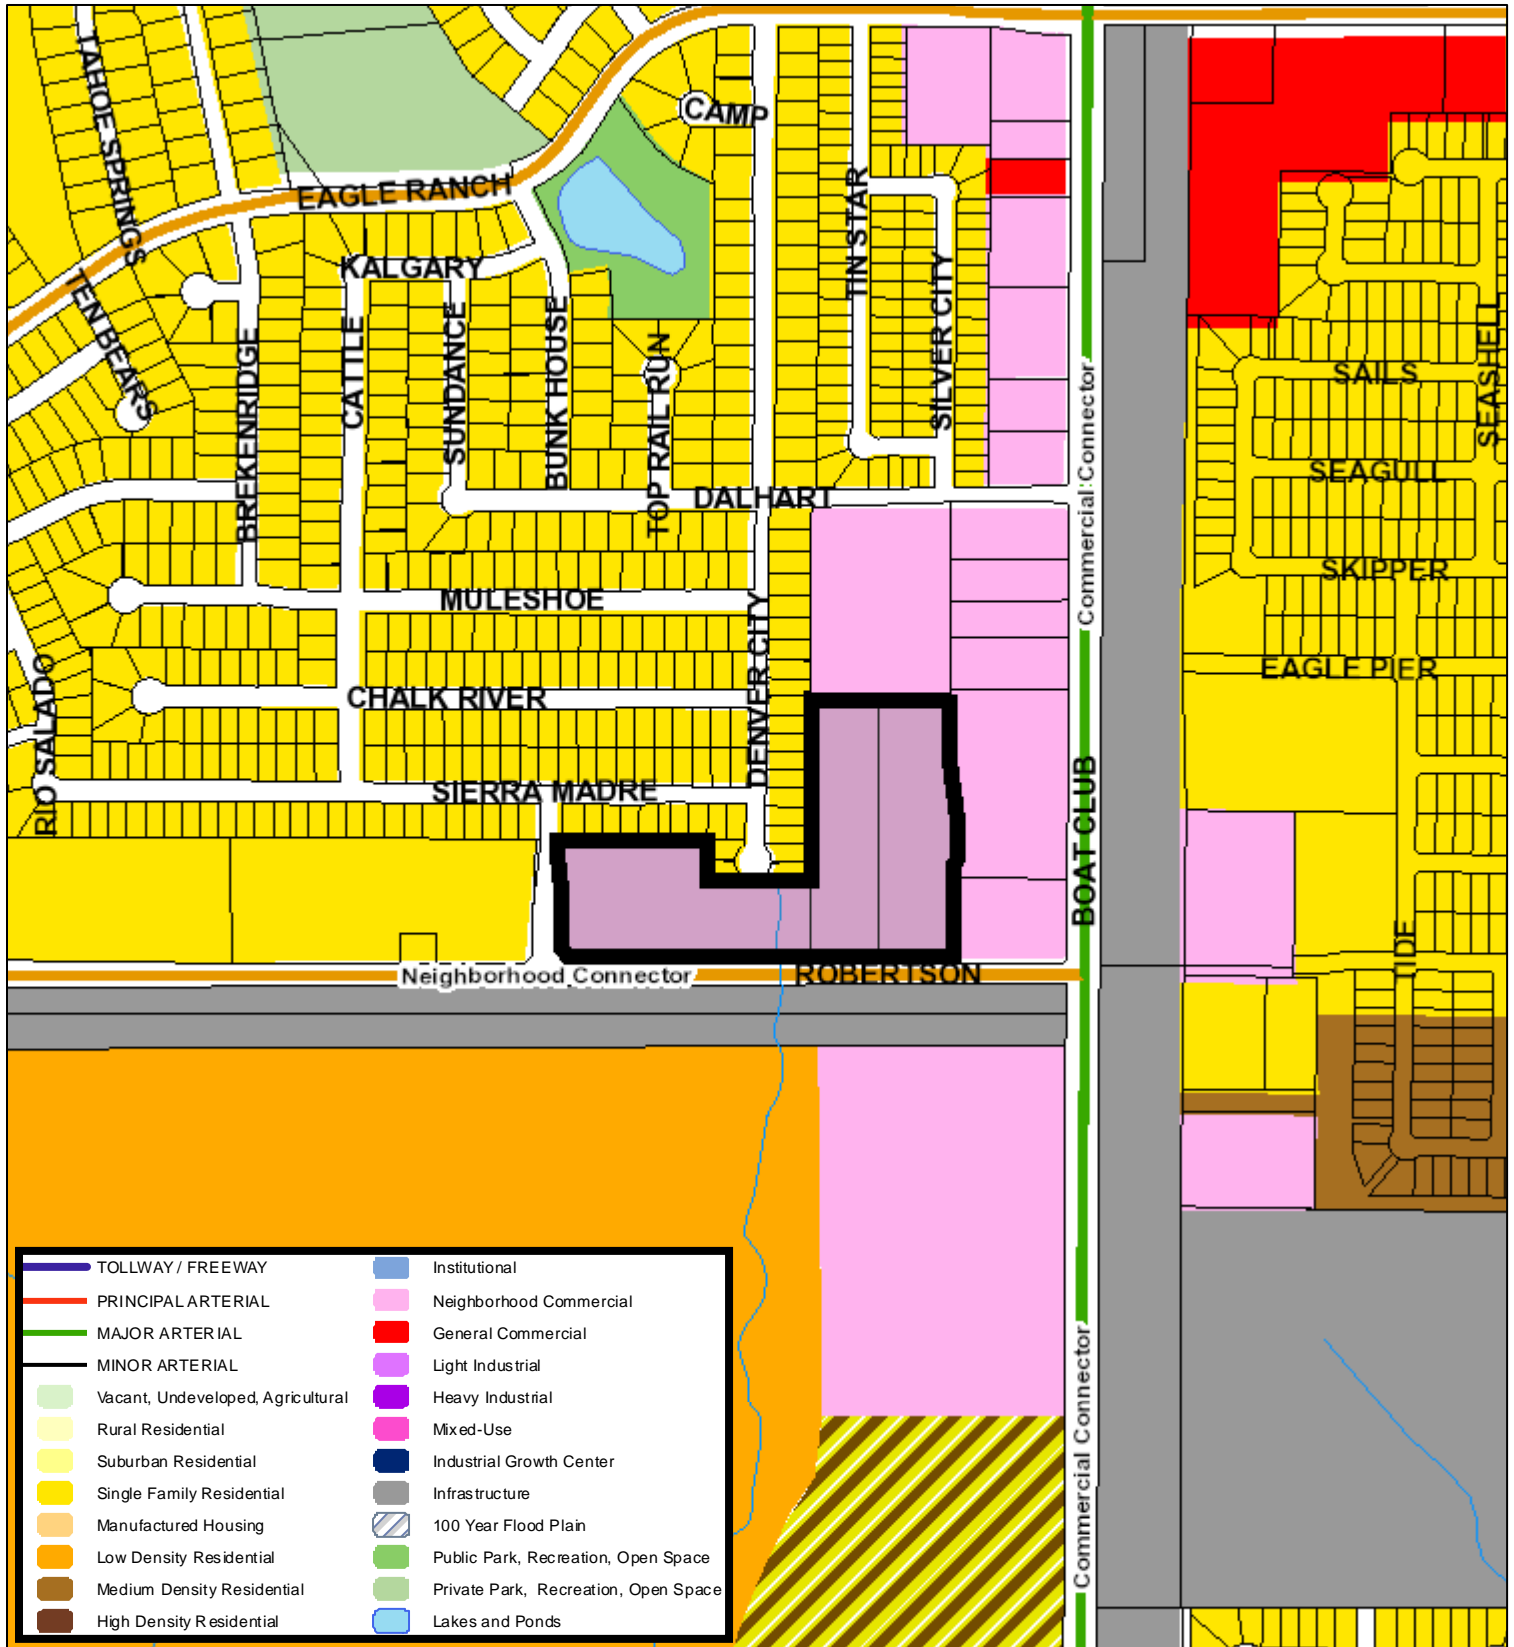 TAHOE SPRINGS
CAMP
EAGLE RANCH
TIN STAR
KALGARY
TEN BEARS
SILVER CITY
BREKENRIDGE
CATTLE
SUNDANCE
BUNK HOUSE
TOP RAIL RUN
Commercial Connector
SAILS
SEASHELL
SEAGULL
DALHART
SKIPPER
MULESHOE
DENVER CITY
EAGLE PIER
RIO SALADO
CHALK RIVER
SIERRA MADRE
BOAT CLUB
TIDE
Neighborhood Connector
ROBERTSON
Commercial Connector
TOLLWAY / FREEWAY
PRINCIPAL ARTERIAL
MAJOR ARTERIAL
MINOR ARTERIAL
Vacant, Undeveloped, Agricultural
Rural Residential
Suburban Residential
Single Family Residential
Manufactured Housing
Low Density Residential
Medium Density Residential
High Density Residential
Institutional
Neighborhood Commercial
General Commercial
Light Industrial
Heavy Industrial
Mixed-Use
Industrial Growth Center
Infrastructure
100 Year Flood Plain
Public Park, Recreation, Open Space
Private Park, Recreation, Open Space
Lakes and Ponds